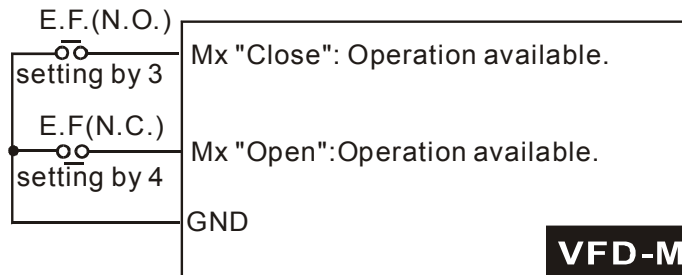 E.F.(N.O.)
setting by 3
Mx "Close": Operation available.
E.F(N.C.)
setting by 4
Mx "Open":Operation available.
GND
VFD-M